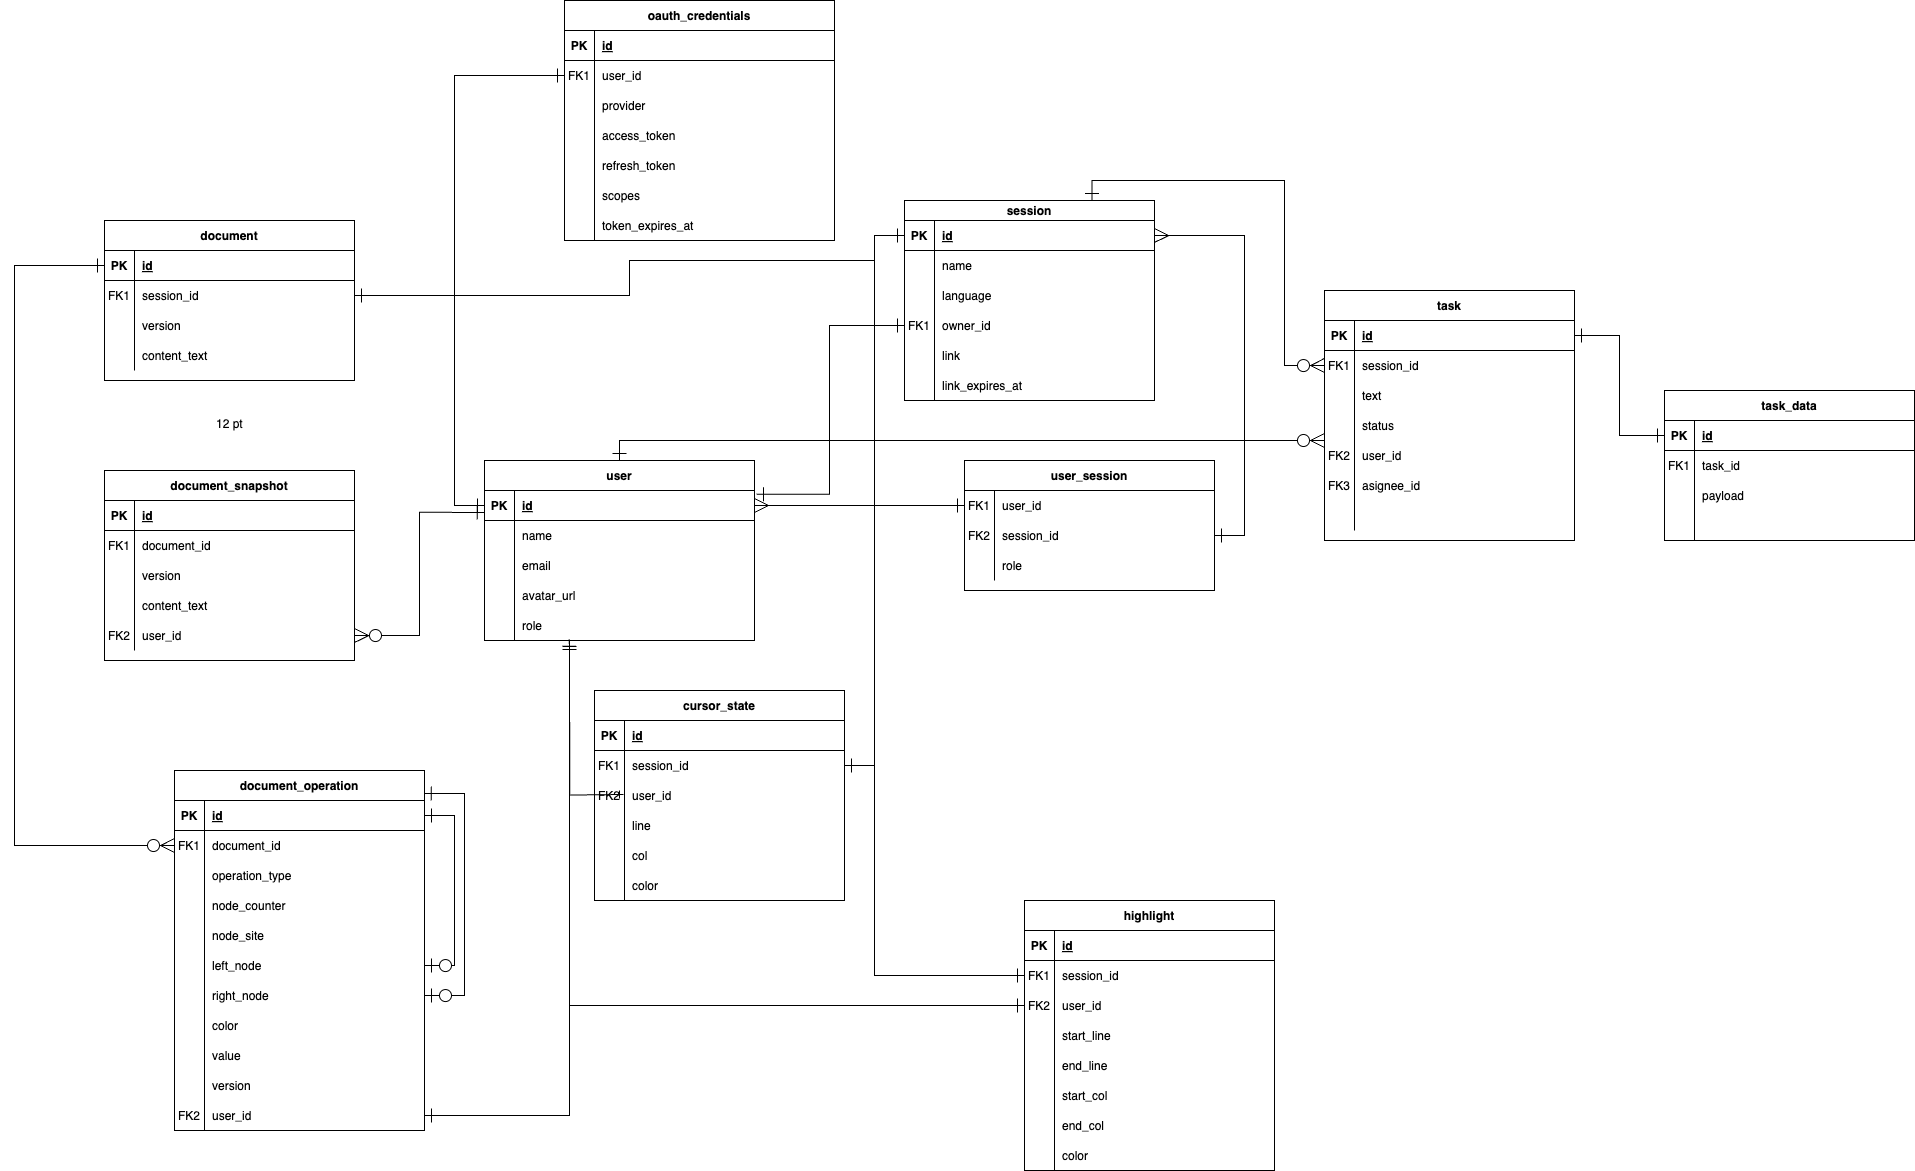 oauth_credentials
PK id
FK1 user_id
provider
access_token
refresh_token
scopes
token_expires_at
document
PK id
FK1 session_id
version
content_text
12 pt
session
PK id
name
language
FK1 owner_id
link
link_expires_at
task
PK id
FK1 session_id
text
status
FK2 user_id
FK3 asignee_id
task_data
PK id
FK1 task_id
payload
document_snapshot
PK id
FK1 document_id
version
content_text
FK2 user_id
user
PK id
name
email
avatar_url
role
user_session
FK1 user_id
FK2 session_id
role
cursor_state
PK id
FK1 session_id
FK2 user_id
line
col
color
document_operation
PK id
FK1 document_id
operation_type
node_counter
node_site
left_node
right_node
color
value
version
FK2 user_id
highlight
PK id
FK1 session_id
FK2 user_id
start_line
end_line
start_col
end_col
color